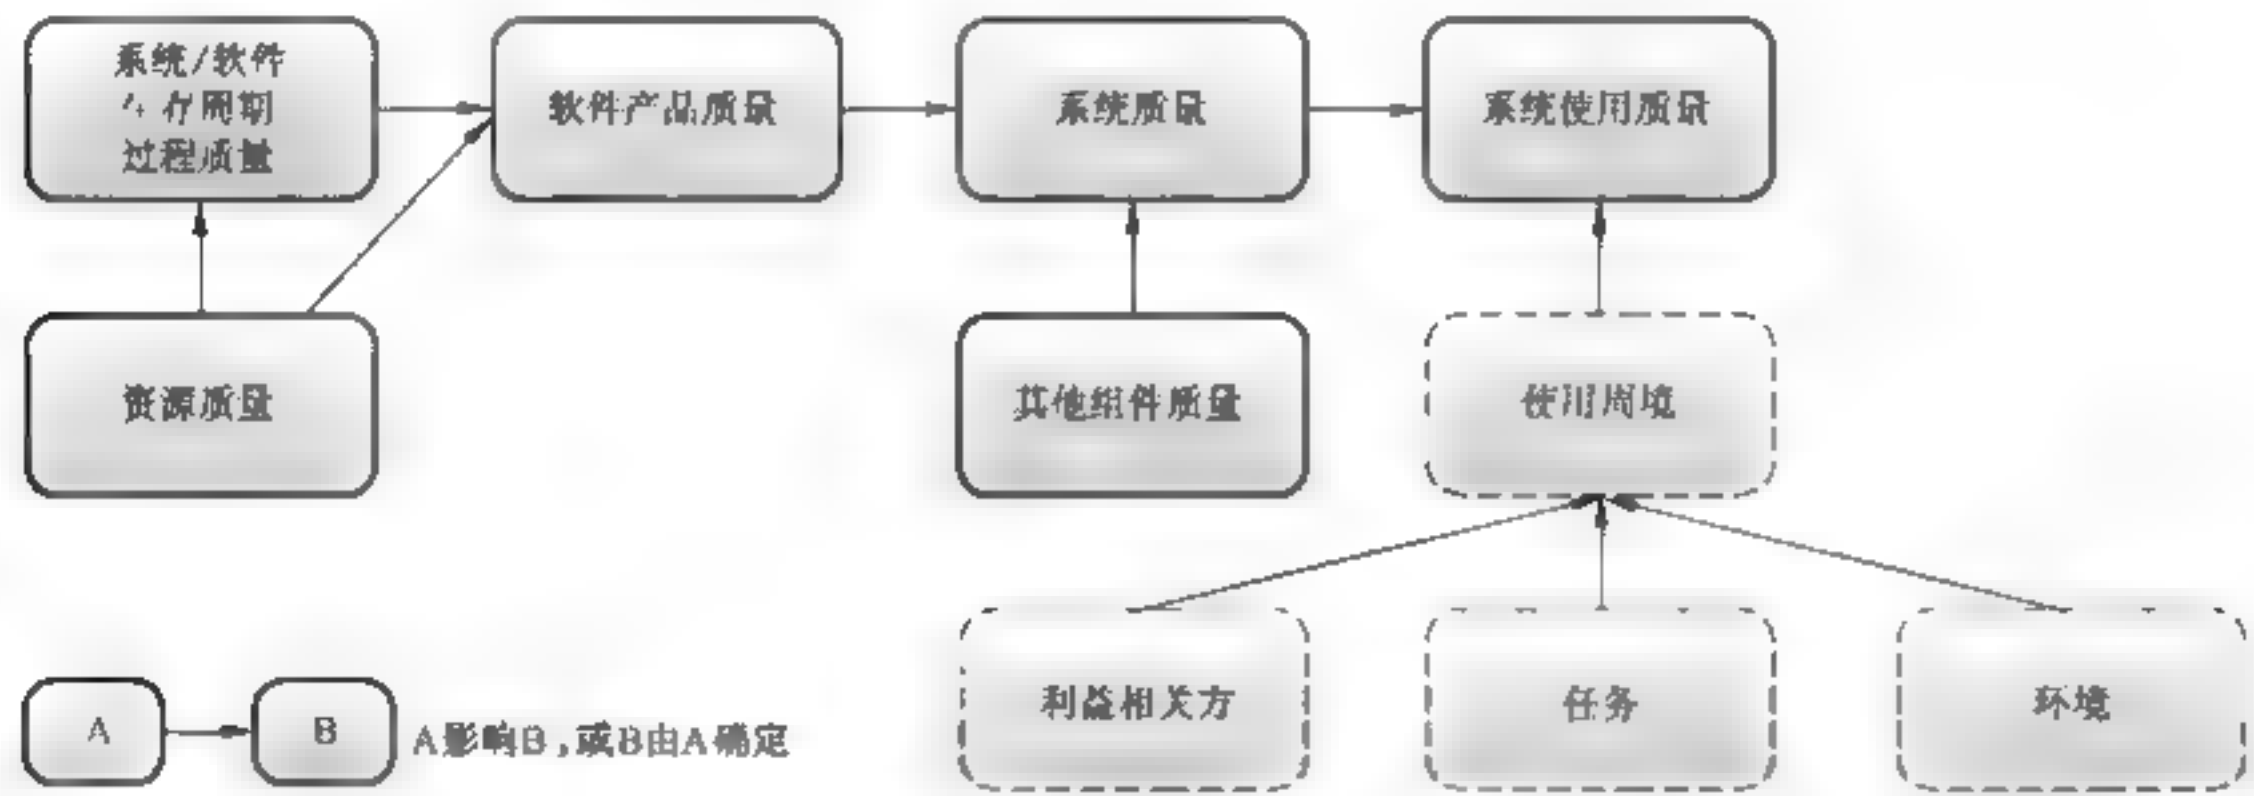 系统/软件
生存周期
过程质量
软件产品质量
系统质量
系统使用质量
资源质量
其他组件质量
使用周境
利益相关方
任务
环境
A
B
A影响B,或B由A确定